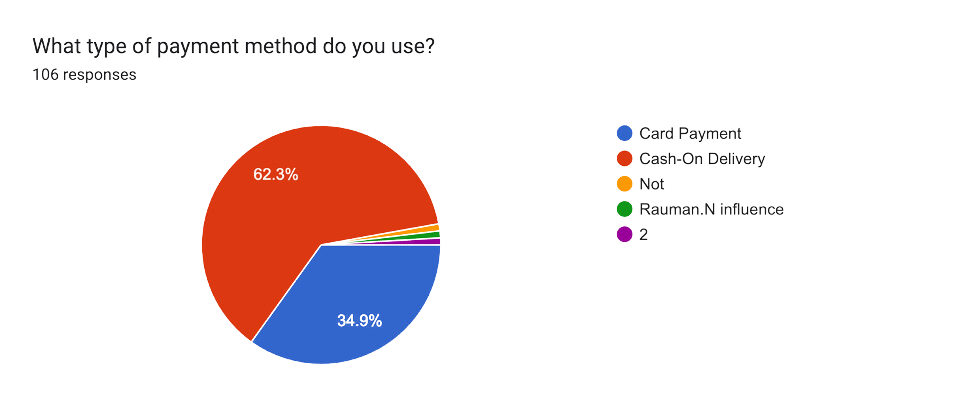 What type of payment method do you use?
106 responses
62.3%
34.9%
Card Payment
Cash-On Delivery
Not
Rauman.N influence
2